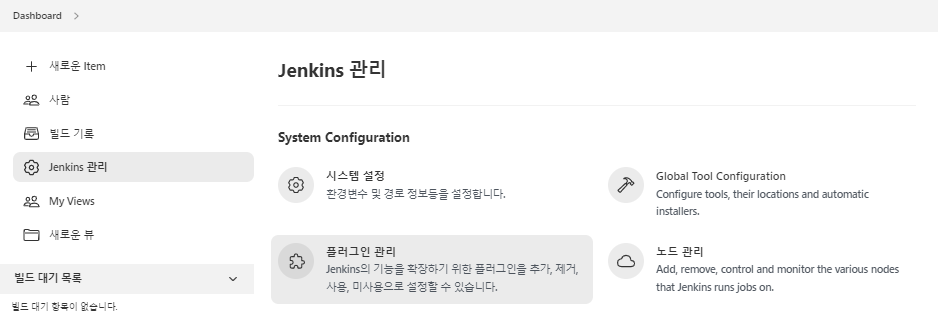 Dashboard
새로운 Item
사람
빌드 기록
Jenkins 관리
My Views
새로운 뷰
빌드 대기 목록
빌드 대기 항목이 없습니다.
Jenkins 관리
System Configuration
시스템 설정
환경변수 및 경로 정보등을 설정합니다.
Global Tool Configuration
Configure tools, their locations and automatic
installers.
플러그인 관리
Jenkins의 기능을 확장하기 위한 플러그인을 추가, 제거,
사용, 미사용으로 설정할 수 있습니다.
노드 관리
Add, remove, control and monitor the various nodes
that Jenkins runs jobs on.